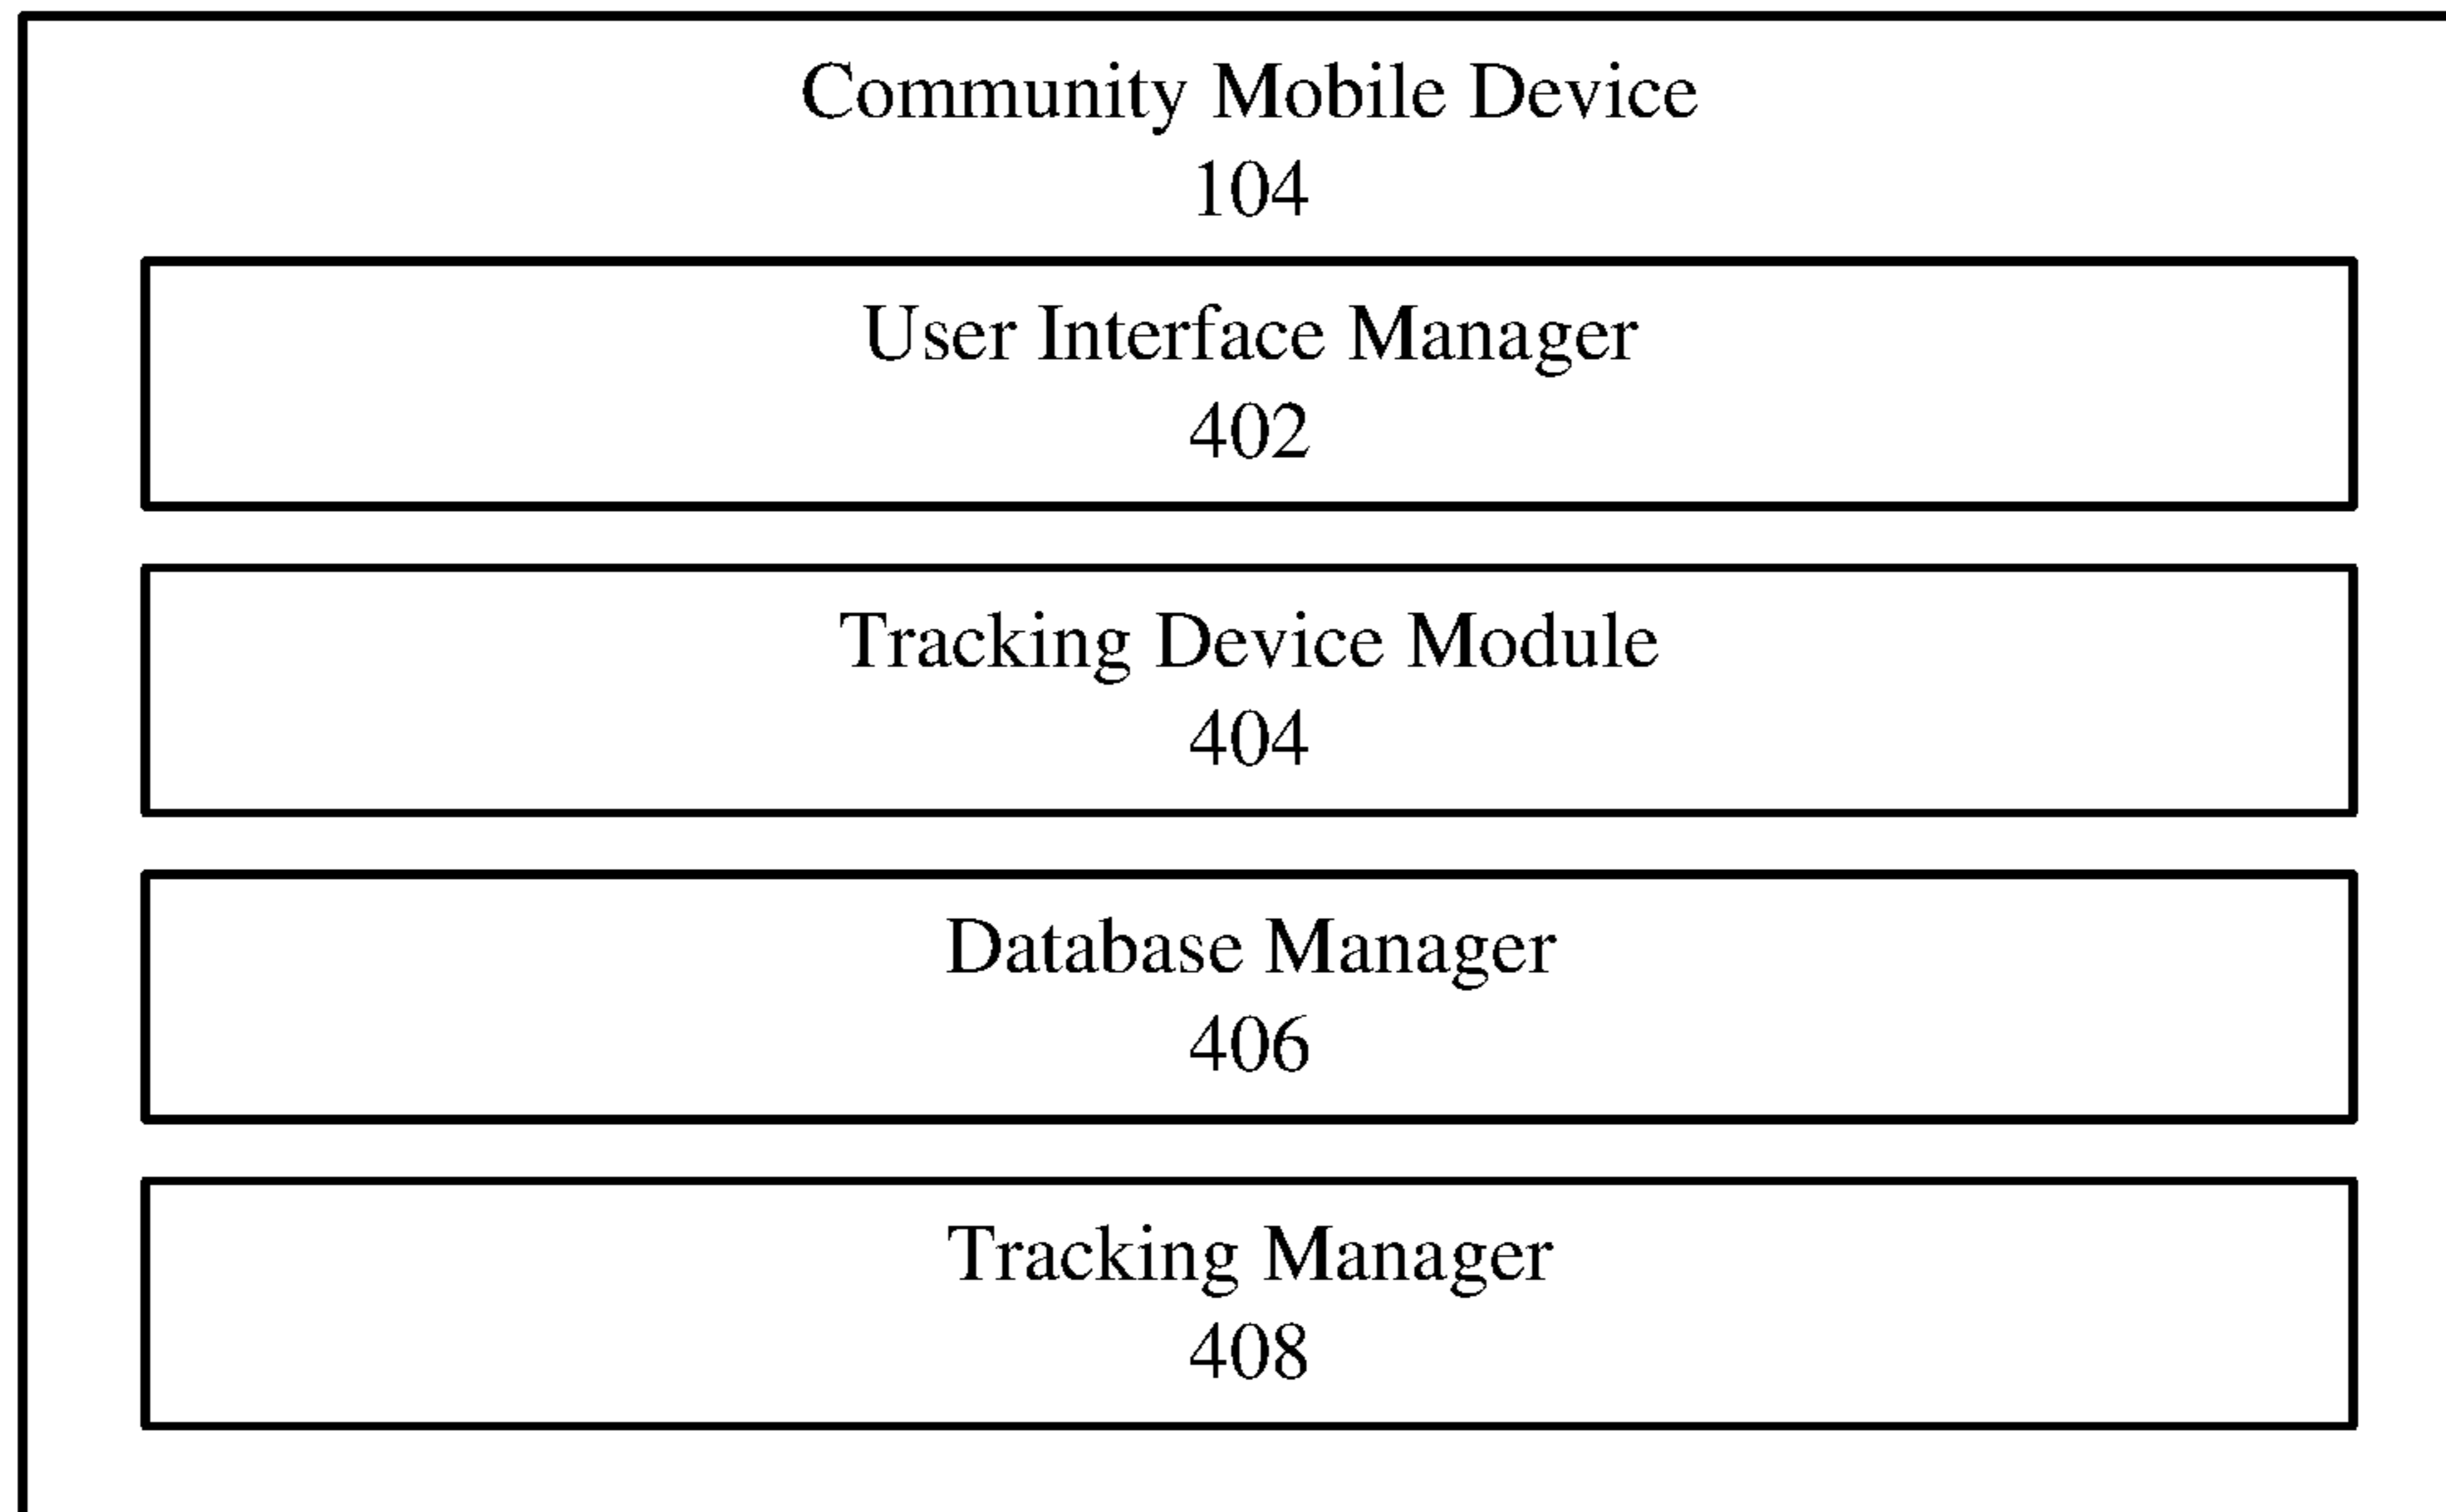 Community Mobile Device
104
User Interface Manager
402
Tracking Device Module
404
Database Manager
406
Tracking Manager
408